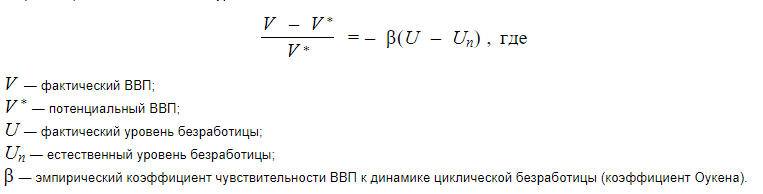 (V – V*) / V* = – β(U – Uₙ) , где
V — фактический ВВП;
V* — потенциальный ВВП;
U — фактический уровень безработицы;
Uₙ — естественный уровень безработицы;
β — эмпирический коэффициент чувствительности ВВП к динамике циклической безработицы (коэффициент Оукена).